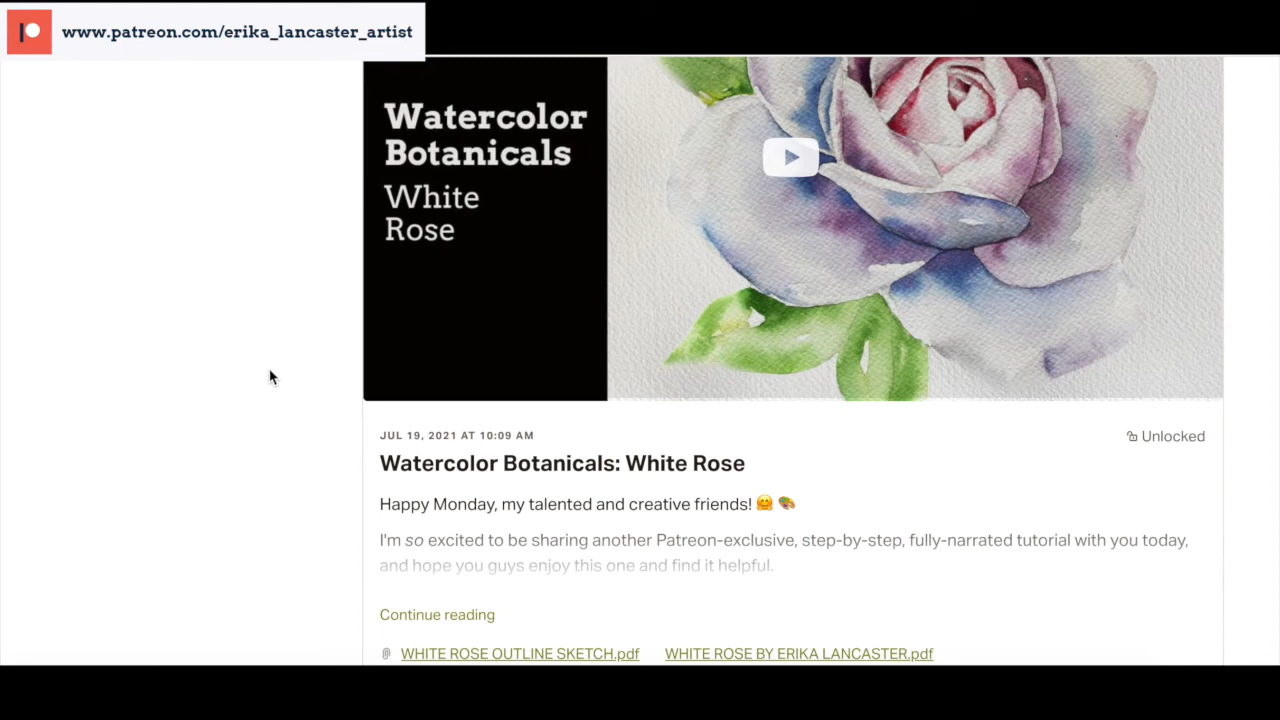 www.patreon.com/erika_lancaster_artist
Watercolor
Botanicals
White
Rose
JUL 19, 2021 AT 10:09 AM
Unlocked
Watercolor Botanicals: White Rose
Happy Monday, my talented and creative friends! 🤗 🎨
I'm so excited to be sharing another Patreon-exclusive, step-by-step, fully-narrated tutorial with you today,
and hope you guys enjoy this one and find it helpful.
Continue reading
WHITE ROSE OUTLINE SKETCH.pdf WHITE ROSE BY ERIKA LANCASTER.pdf